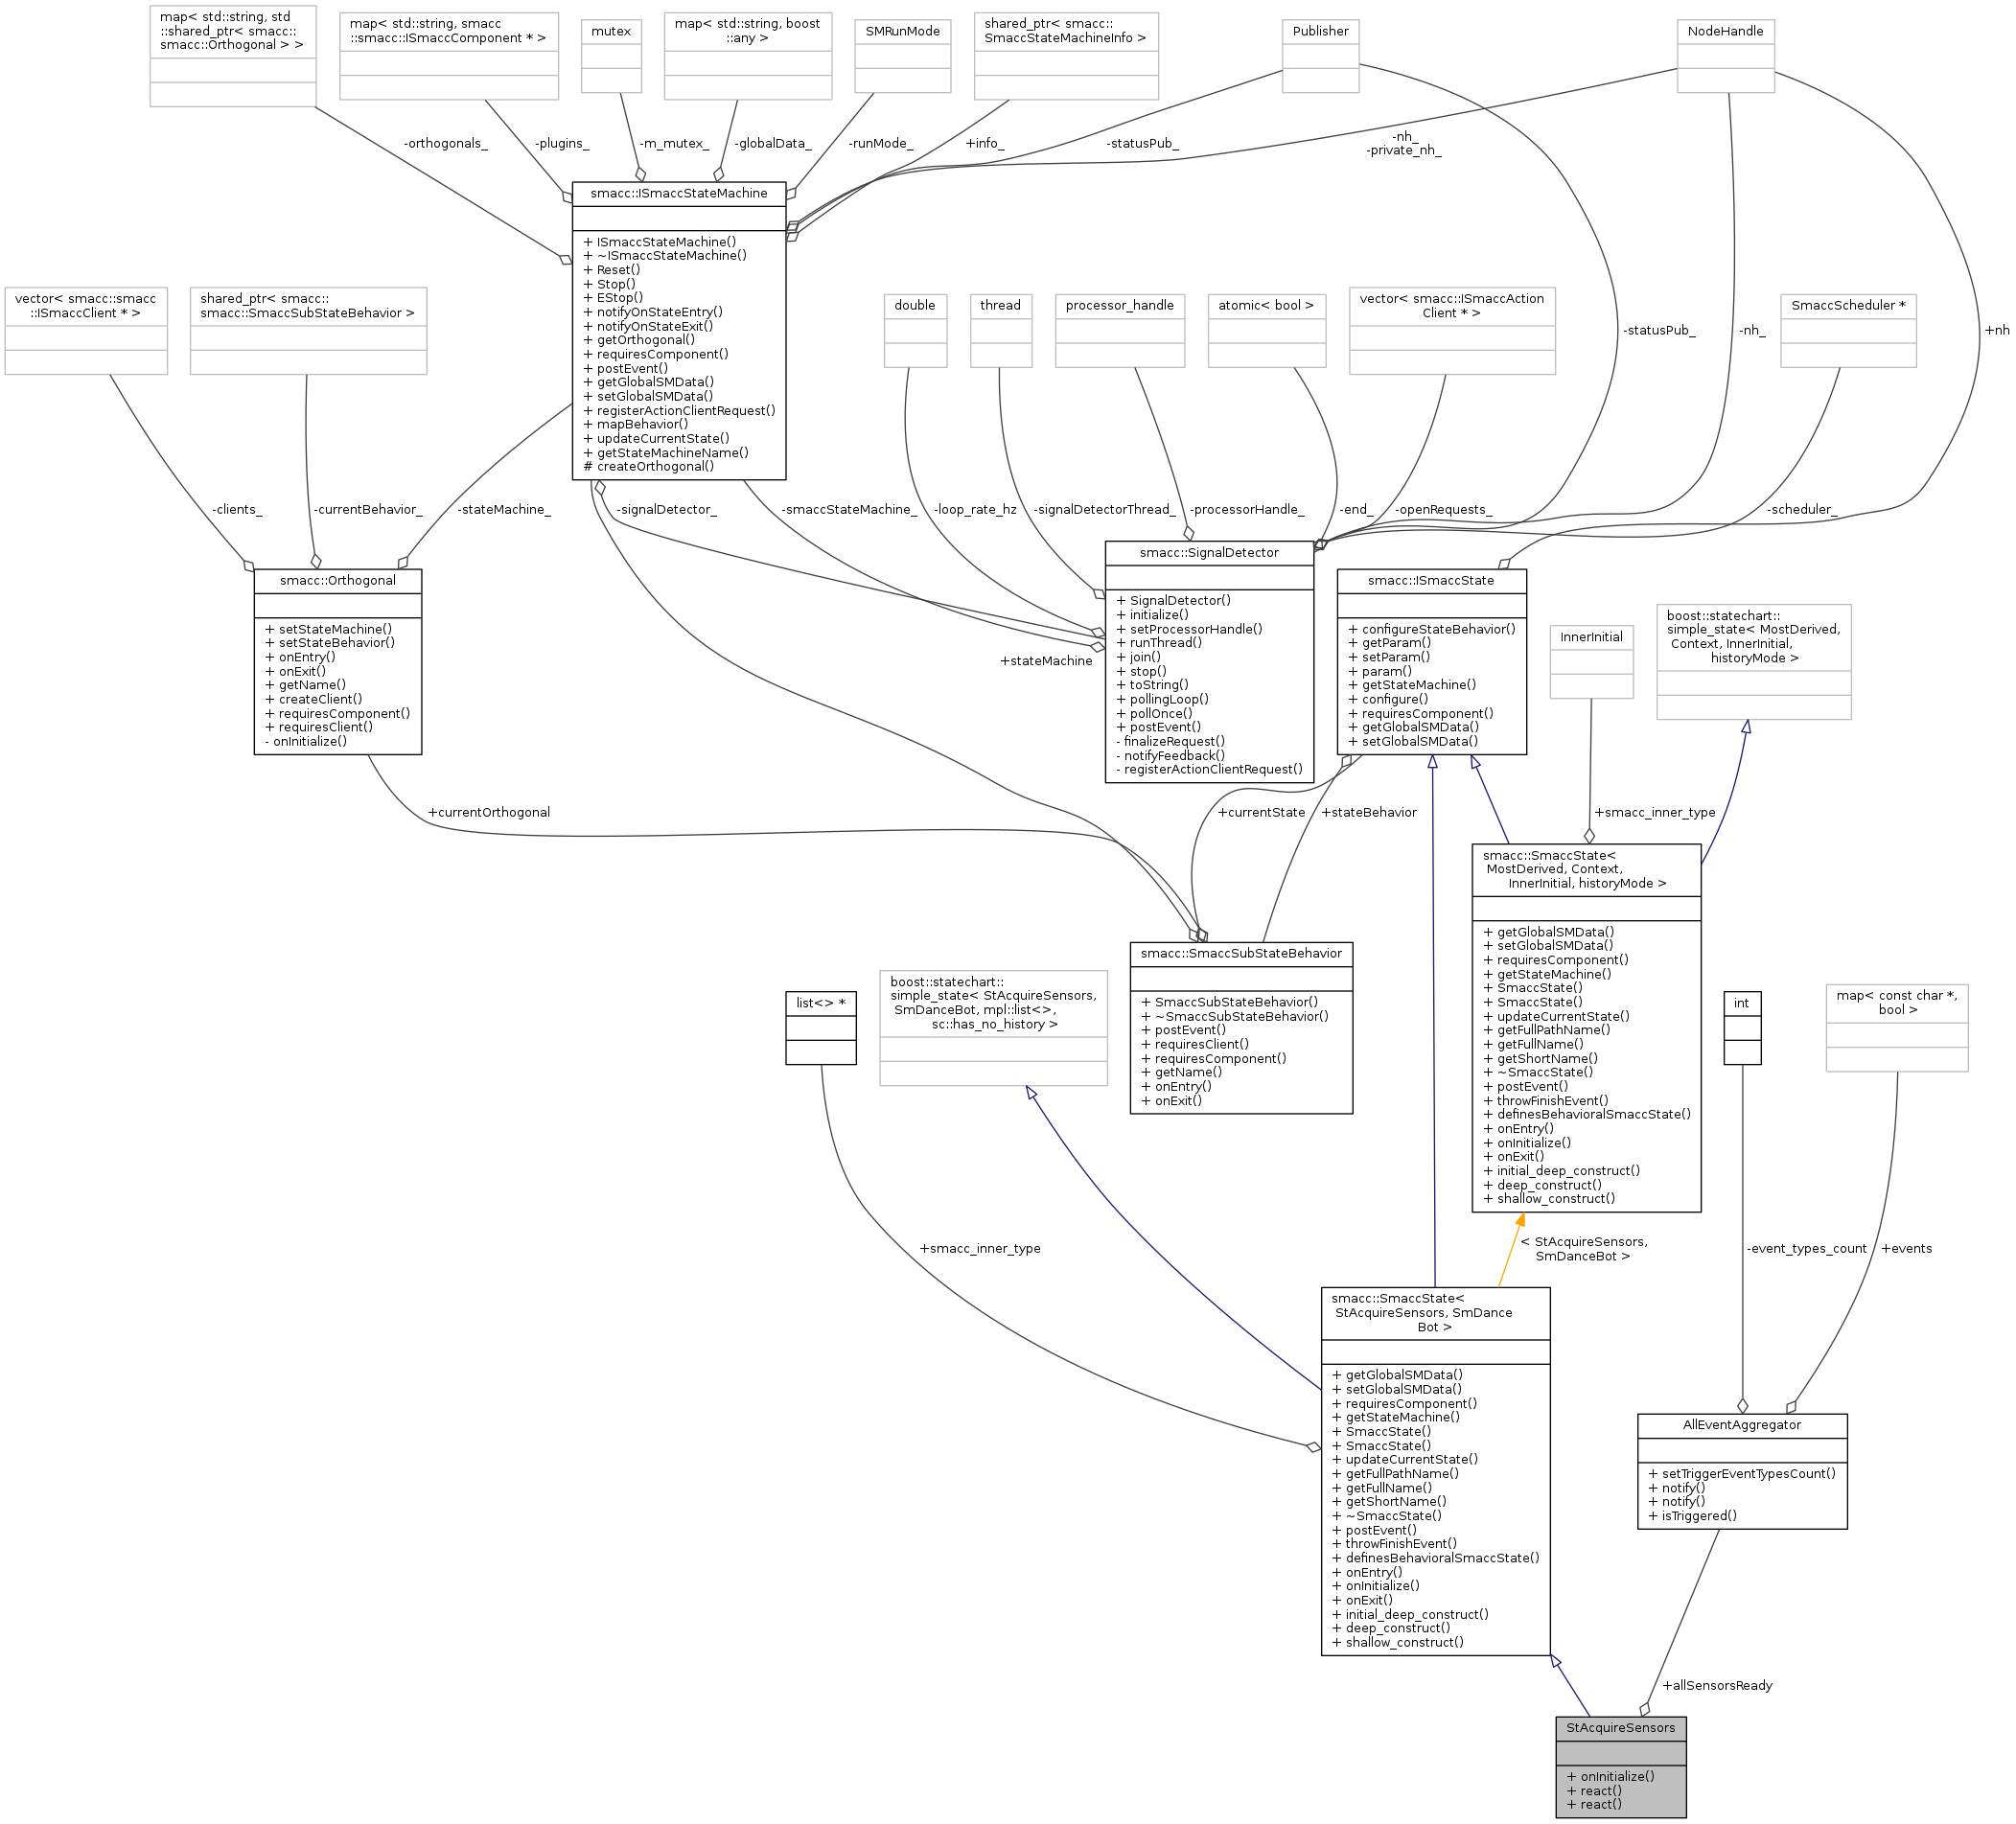 map< std::string, std
::shared_ptr< smacc::
smacc::Orthogonal > >
map< std::string, smacc
::smacc::ISmaccComponent * >
mutex
map< std::string, boost
::any >
SMRunMode
shared_ptr< smacc::
SmaccStateMachineInfo >
Publisher
NodeHandle
-orthogonals_
-plugins_
-m_mutex_
-globalData_
-runMode_
+info_
-statusPub_
-nh_
-private_nh_
smacc::ISmaccStateMachine
+ ISmaccStateMachine()
+ ~ISmaccStateMachine()
+ Reset()
+ Stop()
+ EStop()
+ notifyOnStateEntry()
+ notifyOnStateExit()
+ getOrthogonal()
+ requiresComponent()
+ postEvent()
+ getGlobalSMData()
+ setGlobalSMData()
+ registerActionClientRequest()
+ mapBehavior()
+ updateCurrentState()
+ getStateMachineName()
# createOrthogonal()
vector< smacc::smacc
::ISmaccClient * >
shared_ptr< smacc::
smacc::SmaccSubStateBehavior >
double
thread
processor_handle
atomic< bool >
vector< smacc::ISmaccAction
Client * >
SmaccScheduler *
-statusPub_
-nh_
+nh
-clients_
-currentBehavior_
-stateMachine_
-signalDetector_
-smaccStateMachine_
-loop_rate_hz
-signalDetectorThread_
-processorHandle_
-end_
-openRequests_
-scheduler_
smacc::Orthogonal
+ setStateMachine()
+ setStateBehavior()
+ onEntry()
+ onExit()
+ getName()
+ createClient()
+ requiresComponent()
+ requiresClient()
- onInitialize()
smacc::SignalDetector
+ SignalDetector()
+ initialize()
+ setProcessorHandle()
+ runThread()
+ join()
+ stop()
+ toString()
+ pollingLoop()
+ pollOnce()
+ postEvent()
- finalizeRequest()
- notifyFeedback()
- registerActionClientRequest()
smacc::ISmaccState
+ configureStateBehavior()
+ getParam()
+ setParam()
+ param()
+ getStateMachine()
+ configure()
+ requiresComponent()
+ getGlobalSMData()
+ setGlobalSMData()
InnerInitial
boost::statechart::
simple_state< MostDerived,
Context, InnerInitial,
historyMode >
+stateMachine
+currentOrthogonal
+currentState
+stateBehavior
+smacc_inner_type
smacc::SmaccState<
MostDerived, Context,
InnerInitial, historyMode >
+ getGlobalSMData()
+ setGlobalSMData()
+ requiresComponent()
+ getStateMachine()
+ SmaccState()
+ SmaccState()
+ updateCurrentState()
+ getFullPathName()
+ getFullName()
+ getShortName()
+ ~SmaccState()
+ postEvent()
+ throwFinishEvent()
+ definesBehavioralSmaccState()
+ onEntry()
+ onInitialize()
+ onExit()
+ initial_deep_construct()
+ deep_construct()
+ shallow_construct()
smacc::SmaccSubStateBehavior
+ SmaccSubStateBehavior()
+ ~SmaccSubStateBehavior()
+ postEvent()
+ requiresClient()
+ requiresComponent()
+ getName()
+ onEntry()
+ onExit()
list<> *
boost::statechart::
simple_state< StAcquireSensors,
SmDanceBot, mpl::list<>,
sc::has_no_history >
int
map< const char *,
bool >
+smacc_inner_type
< StAcquireSensors,
SmDanceBot >
-event_types_count
+events
smacc::SmaccState<
StAcquireSensors, SmDance
Bot >
+ getGlobalSMData()
+ setGlobalSMData()
+ requiresComponent()
+ getStateMachine()
+ SmaccState()
+ SmaccState()
+ updateCurrentState()
+ getFullPathName()
+ getFullName()
+ getShortName()
+ ~SmaccState()
+ postEvent()
+ throwFinishEvent()
+ definesBehavioralSmaccState()
+ onEntry()
+ onInitialize()
+ onExit()
+ initial_deep_construct()
+ deep_construct()
+ shallow_construct()
AllEventAggregator
+ setTriggerEventTypesCount()
+ notify()
+ notify()
+ isTriggered()
+allSensorsReady
StAcquireSensors
+ onInitialize()
+ react()
+ react()